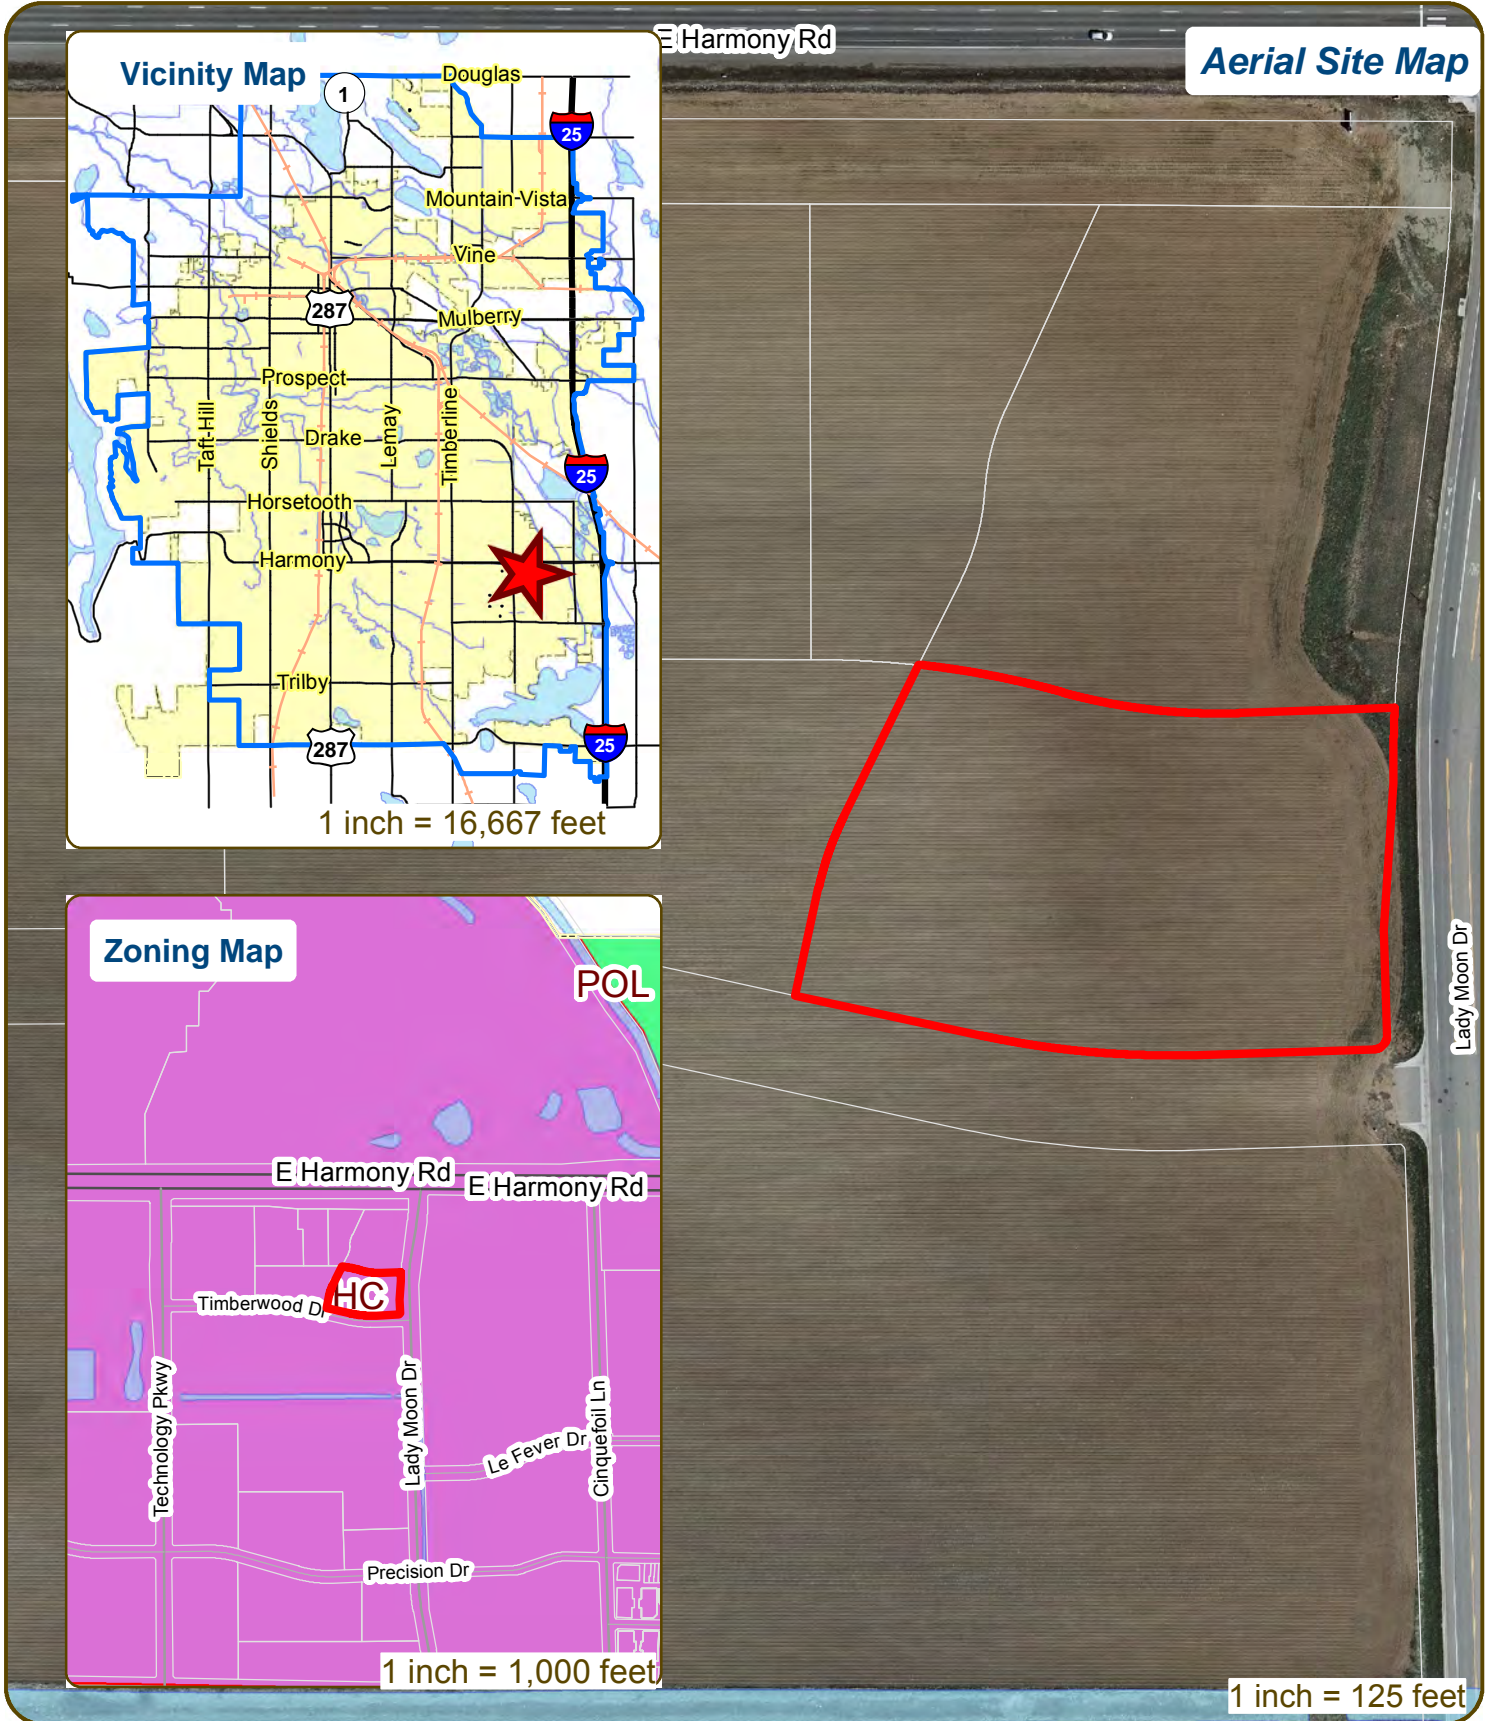 E Harmony Rd
Aerial Site Map
Vicinity Map
1
Douglas
25
Mountain-Vista
Vine
287
Mulberry
Prospect
Taft-Hill
Shields
Drake
Lemay
Timberline
25
Horsetooth
Harmony
Trilby
287
25
1 inch = 16,667 feet
Zoning Map
POL
E Harmony Rd
E Harmony Rd
HC
Timberwood Dr
Technology Pkwy
Lady Moon Dr
Le Fever Dr
Cinquefoil Ln
Precision Dr
1 inch = 1,000 feet
Lady Moon Dr
1 inch = 125 feet